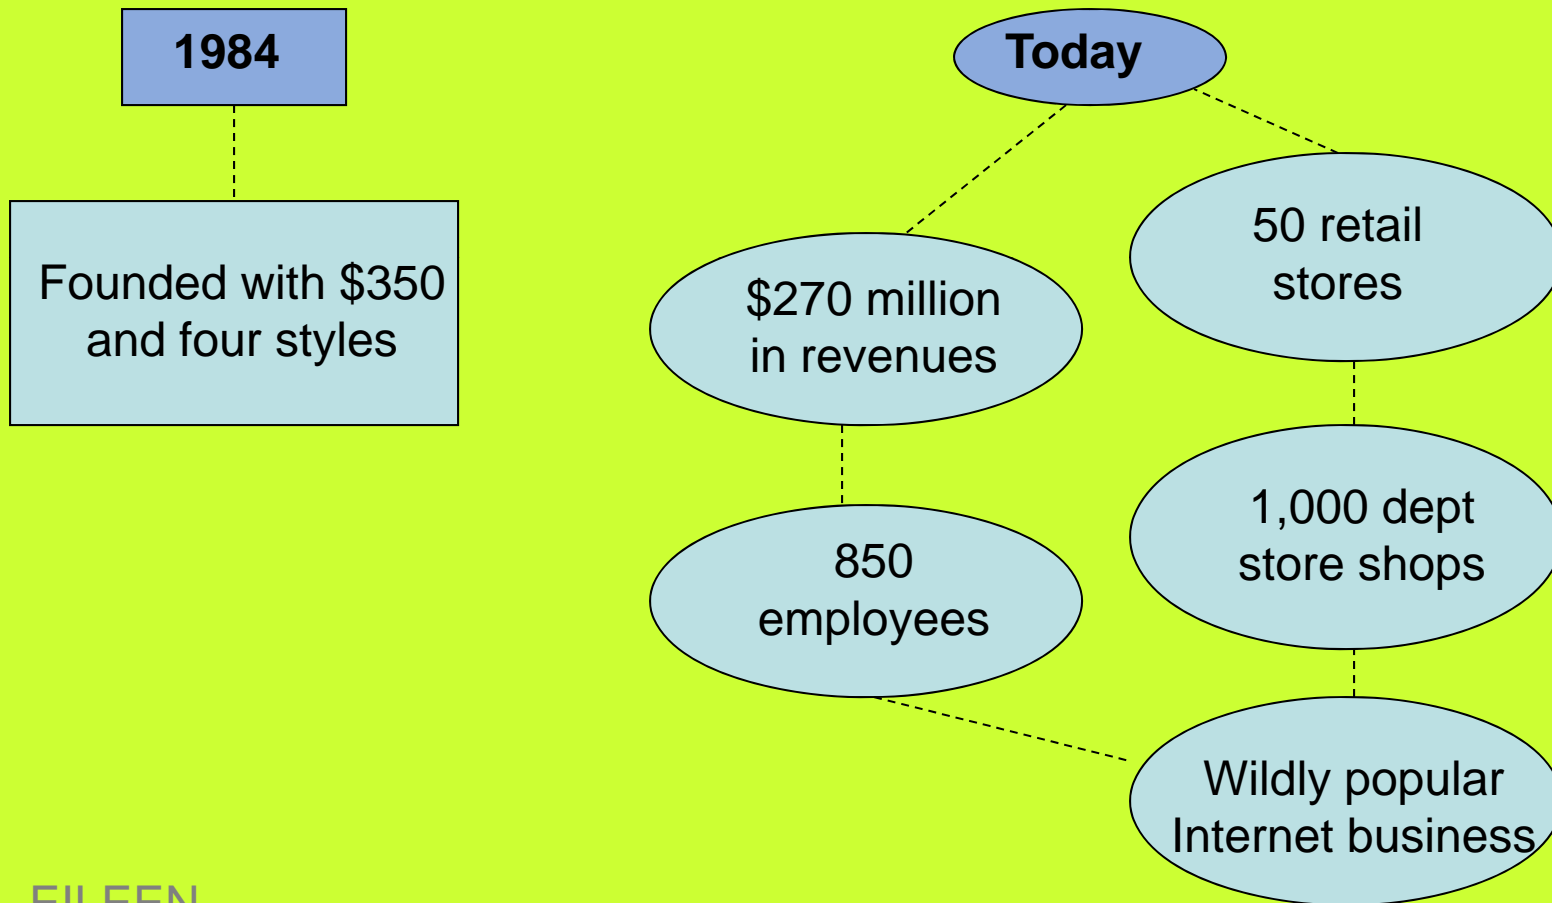 1984
Founded with $350
and four styles
Today
$270 million
in revenues
850
employees
50 retail
stores
1,000 dept
store shops
Wildly popular
Internet business
EILEEN